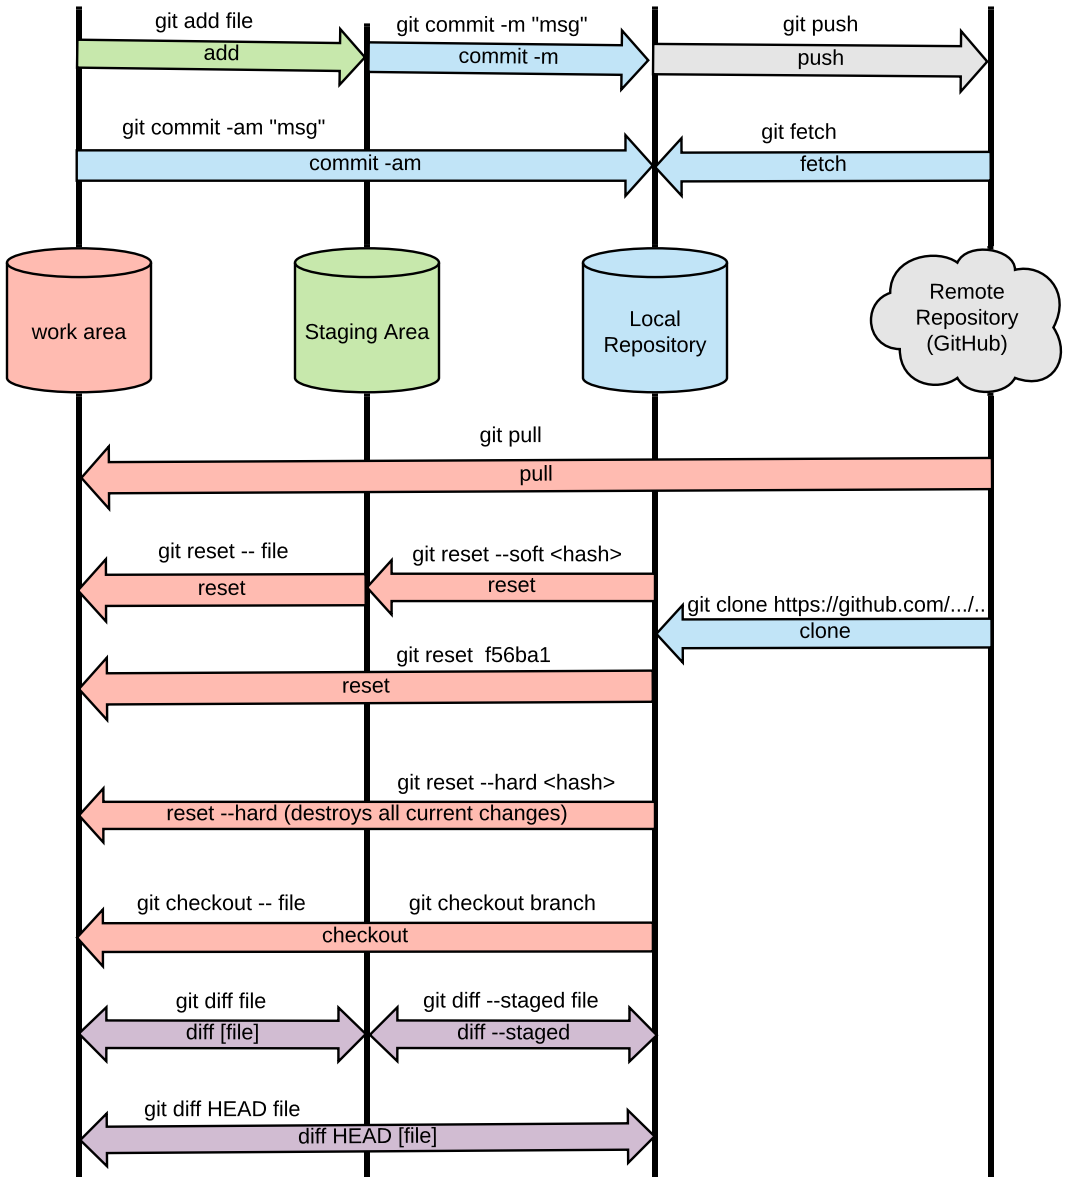 git add file
git commit -m "msg"
git push
add
commit -m
push
git commit -am "msg"
git fetch
commit -am
fetch
work area
Staging Area
Local
Repository
Remote
Repository
(GitHub)
git pull
pull
git reset -- file
git reset --soft <hash>
reset
reset
git clone https://github.com/.../..
clone
git reset  f56ba1
reset
git reset --hard <hash>
reset --hard (destroys all current changes)
git checkout -- file
git checkout branch
checkout
git diff file
git diff --staged file
diff [file]
diff --staged
git diff HEAD file
diff HEAD [file]